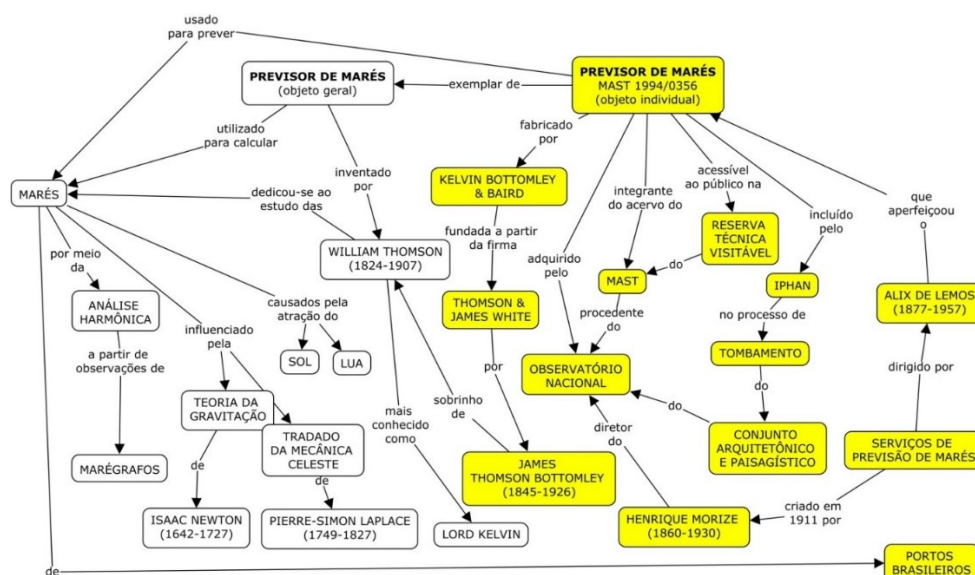 usado
para prever
PREVISOR DE MARÉS
(objeto geral)
exemplar de
PREVISOR DE MARÉS
MAST 1994/0356
(objeto individual)
utilizado
para calcular
fabricado
por
acessível
ao público na
MARÉS
dedicou-se ao
estudo das
inventado
por
KELVIN BOTTOMLEY
& BAIRD
integrante
do acervo do
que
aperfeiçoou
o
incluído
pelo
RESERVA
TÉCNICA
VISITÁVEL
por meio
da
WILLIAM THOMSON
(1824-1907)
fundada a partir
da firma
adquirido
pelo
do
MAST
IPHAN
ANÁLISE
HARMÔNICA
causados pela
atração do
THOMSON &
JAMES WHITE
procedente
do
no processo de
ALIX DE LEMOS
(1877-1957)
influenciado
pela
SOL
LUA
a partir de
observações de
por
OBSERVATÓRIO
NACIONAL
TOMBAMENTO
dirigido por
TEORIA DA
GRAVITAÇÃO
mais
conhecido
como
sobrinho
de
diretor
do
do
do
TRADADO
DA MECÂNICA
CELESTE
CONJUNTO
ARQUITETÔNICO
E PAISAGÍSTICO
SERVIÇOS DE
PREVISÃO DE MARÉS
MARÉGRAFOS
de
de
JAMES
THOMSON BOTTOMLEY
(1845-1926)
criado em
1911 por
ISAAC NEWTON
(1642-1727)
PIERRE-SIMON LAPLACE
(1749-1827)
LORD KELVIN
HENRIQUE MORIZE
(1860-1930)
de
PORTOS
BRASILEIROS